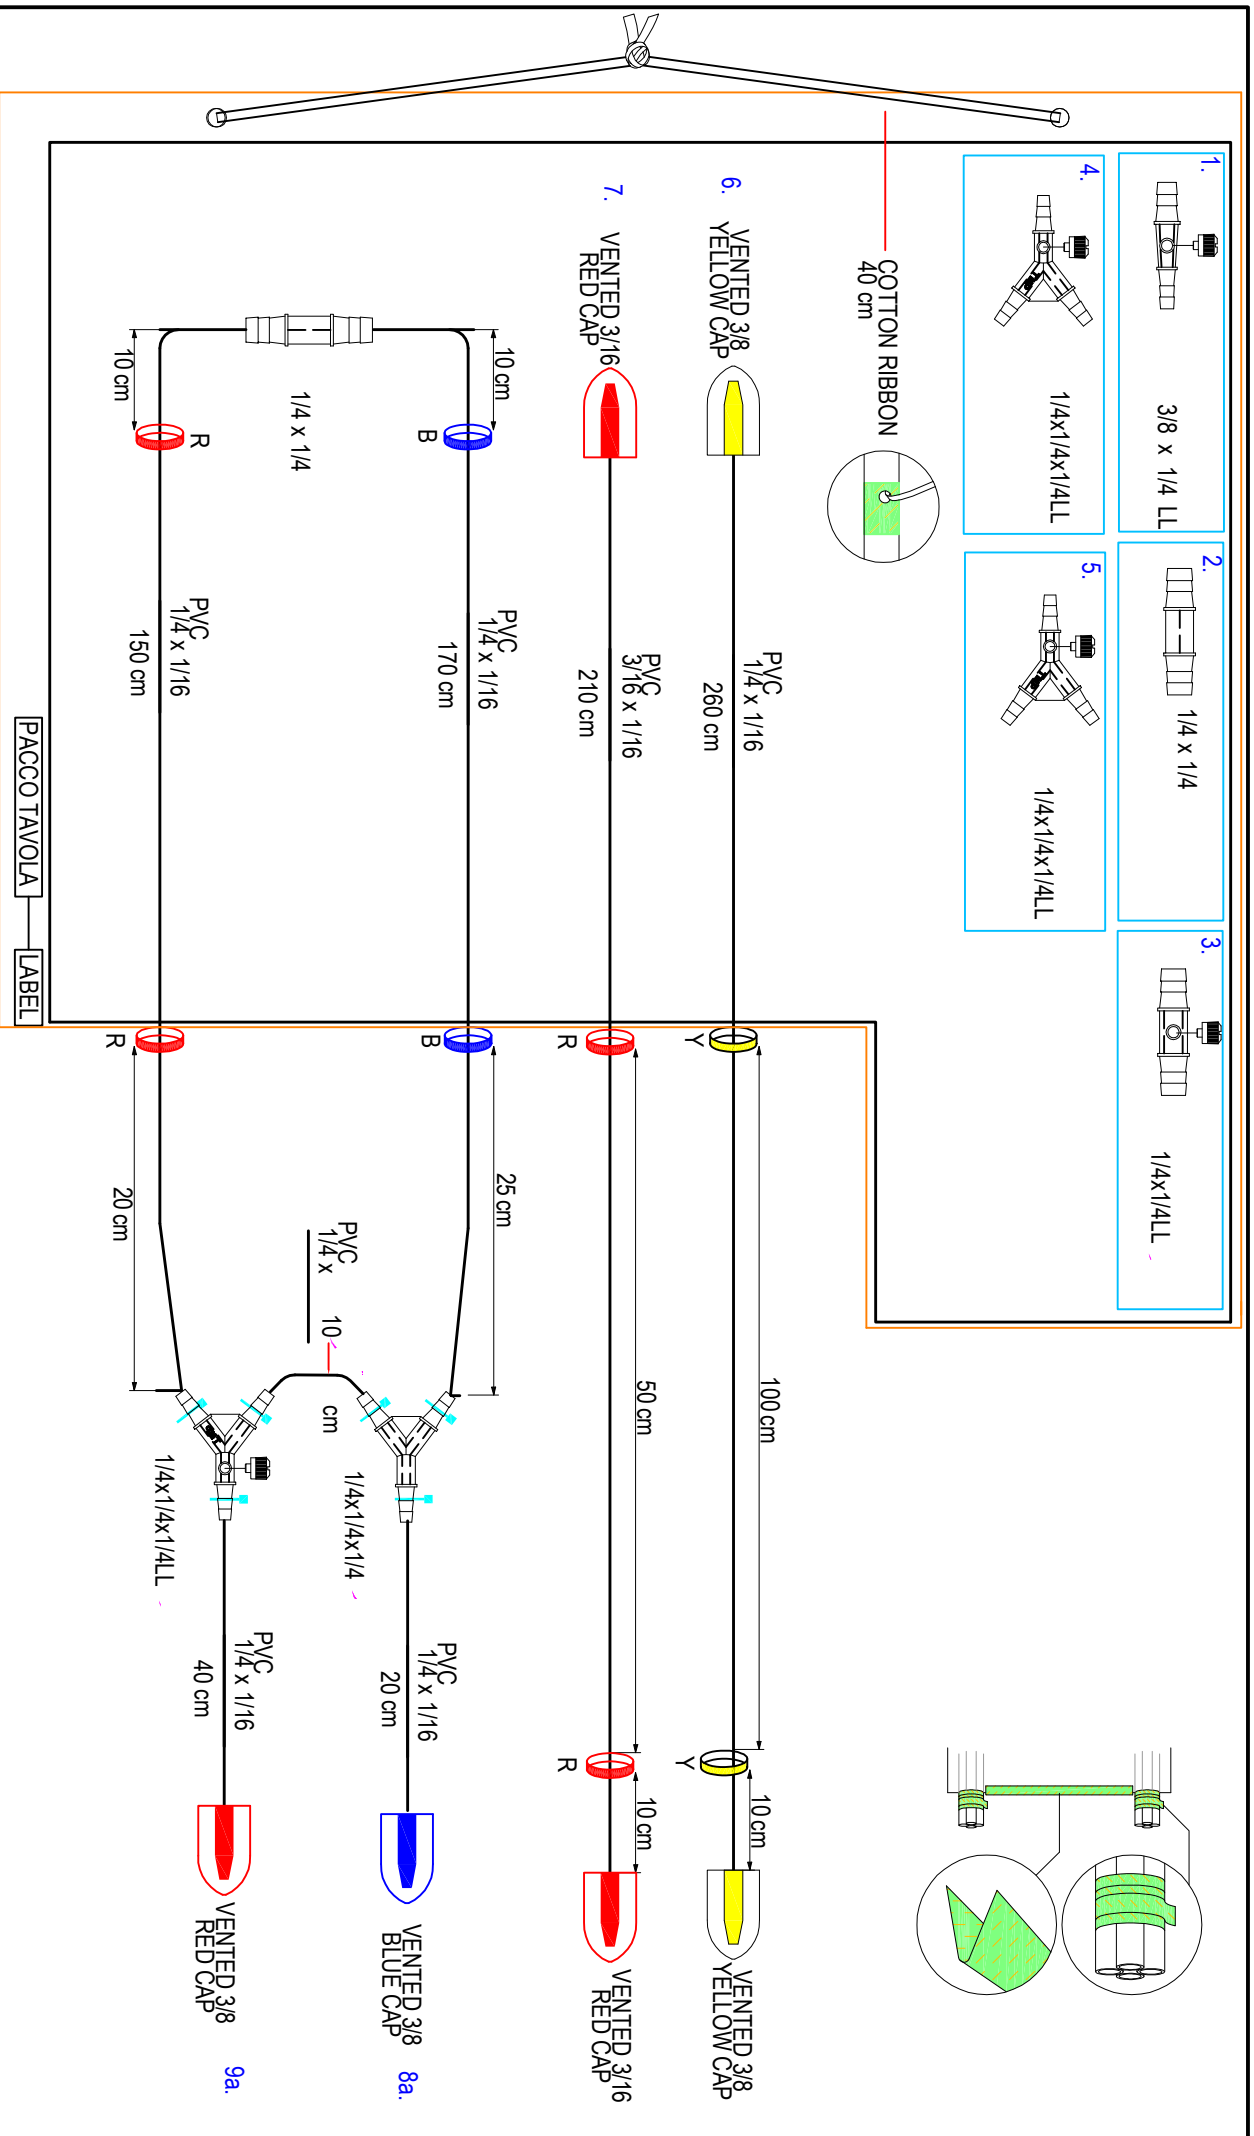 1.
3/8 x 1/4 LL
2.
1/4 x 1/4
3.
1/4x1/4LL
4.
1/4x1/4x1/4LL
5.
1/4x1/4x1/4LL
COTTON RIBBON
40 cm
6.
VENTED 3/8
YELLOW CAP
PVC
1/4 x 1/16
260 cm
Y
100 cm
Y
10 cm
VENTED 3/8
YELLOW CAP
7.
VENTED 3/16
RED CAP
PVC
3/16 x 1/16
210 cm
R
50 cm
R
10 cm
VENTED 3/16
RED CAP
10 cm
B
PVC
1/4 x 1/16
170 cm
B
25 cm
1/4x1/4x1/4
PVC
1/4 x 1/16
20 cm
VENTED 3/8
BLUE CAP
8a.
1/4 x 1/4
PVC
1/4 x
10
cm
10 cm
R
PVC
1/4 x 1/16
150 cm
R
20 cm
1/4x1/4x1/4LL
PVC
1/4 x 1/16
40 cm
VENTED 3/8
RED CAP
9a.
PACCO TAVOLA
LABEL